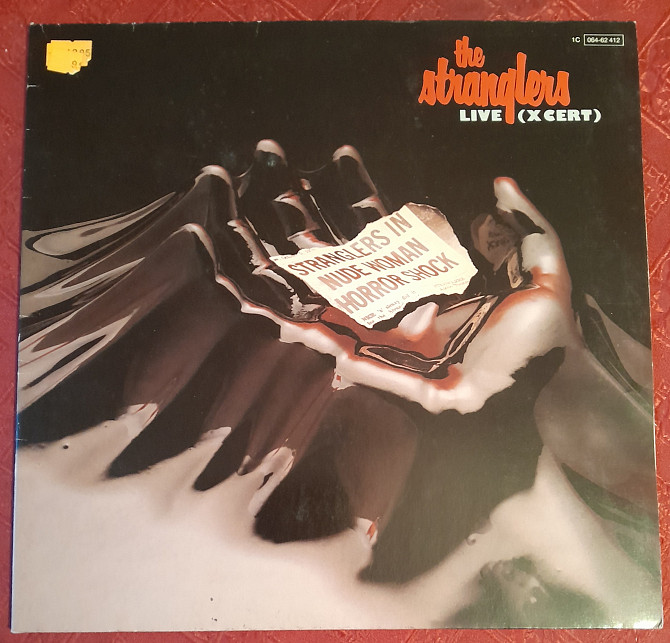 the
stranglers
LIVE (X CERT)
1C 064-62 412
STRANGLERS IN
NUDE WOMAN
HORROR SHOCK